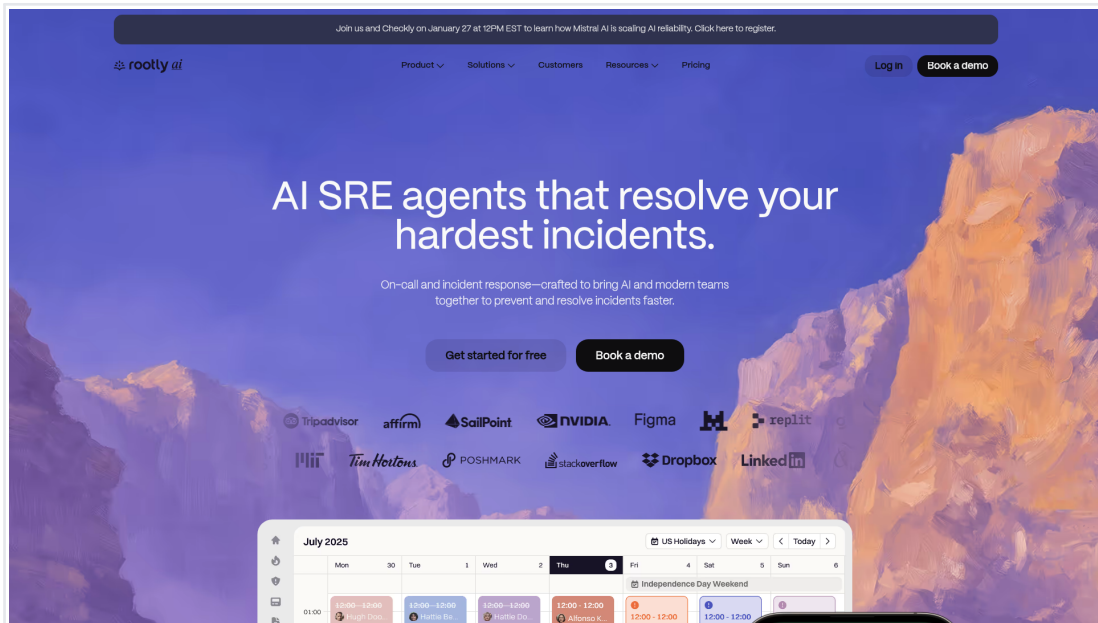 Join us and Checkly on January 27 at 12PM EST to learn how Mistral AI is scaling AI reliability. Click here to register.
rootly ai
Product
Solutions
Customers
Resources
Pricing
Log in
Book a demo
AI SRE agents that resolve your
hardest incidents.
On-call and incident response—crafted to bring AI and modern teams
together to prevent and resolve incidents faster.
Get started for free
Book a demo
Tripadvisor
affirm
SailPoint
NVIDIA.
Figma
replit
MIT
Tim Hortons.
POSHMARK
stackoverflow
Dropbox
Linked in
July 2025
US Holidays
Week
Today
Mon 30
Tue 1
Wed 2
Thu 3
Fri 4
Sat 5
Sun 6
Independence Day Weekend
01:00
12:00 - 12:00
Hugh Don...
12:00 - 12:00
Hattie Be...
12:00 - 12:00
Hattie Do...
12:00 - 12:00
Alfonso K...
12:00 - 12:00
12:00 - 12:00